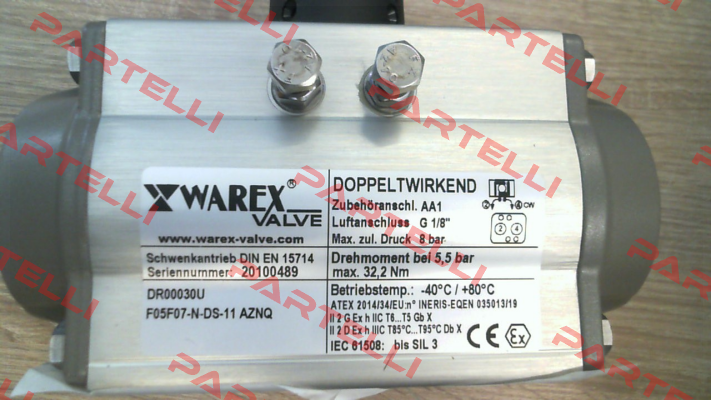 WAREX®
VALVE
www.warex-valve.com
Schwenkantrieb DIN EN 15714
Seriennummer: 20100489
DR00030U
F05F07-N-DS-11 AZNQ
DOPPELTWIRKEND
Zubehöranschl. AA1
Luftanschluss G 1/8"
Max. zul. Druck 8 bar
2 4 CW
2 4
Drehmoment bei 5,5 bar
max. 32,2 Nm
Betriebstemp.: -40°C / +80°C
ATEX 2014/34/EU:n° INERIS-EQEN 035013/19
II 2 G Ex h IIC T6...T5 Gb X
II 2 D Ex h IIIC T85°C...T95°C Db X
IEC 61508: bis SIL 3
CE Ex
PARTELLI
PARTELLI
PARTELLI
PARTELLI
PARTELLI
PARTELLI
PARTELLI